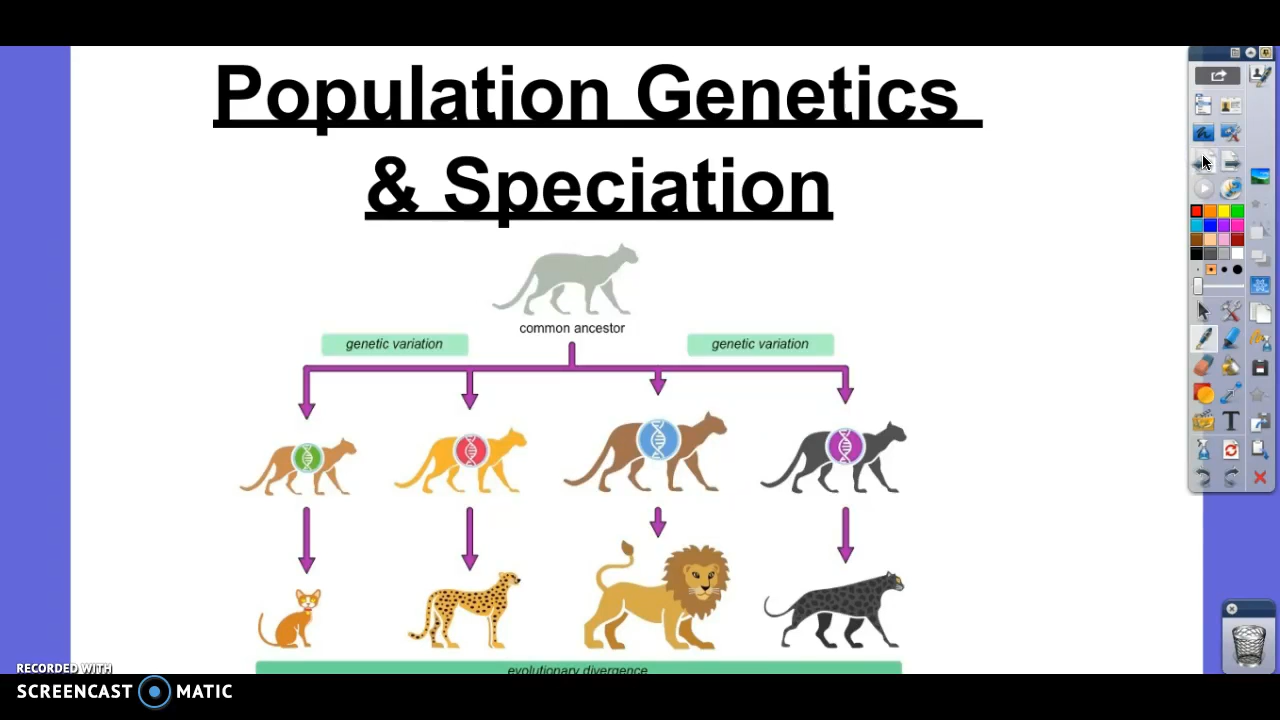 Population Genetics
& Speciation
common ancestor
genetic variation
genetic variation
evolutionary divergence
RECORDED WITH
SCREENCAST MATIC